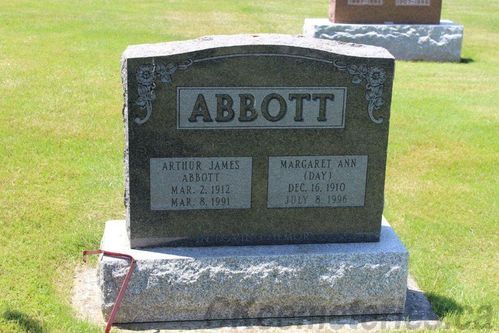 ABBOTT
ARTHUR JAMES
ABBOTT
MAR. 2, 1912
MAR. 8, 1991
MARGARET ANN
(DAY)
DEC. 16, 1910
JULY 8, 1996